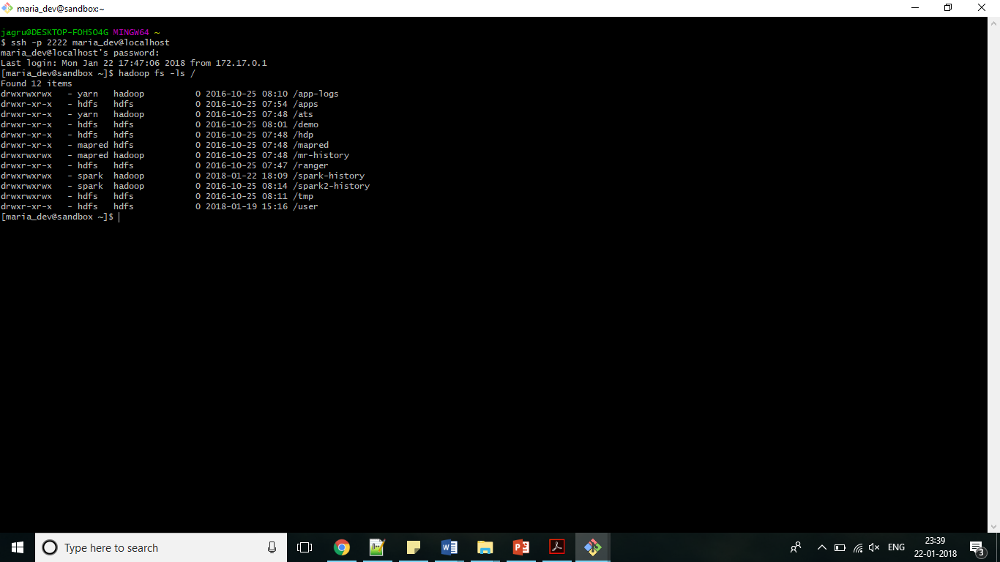 maria_dev@sandbox:~
jagru@DESKTOP-FOH5O4G MINGW64 ~
$ ssh -p 2222 maria_dev@localhost
maria_dev@localhost's password:
Last login: Mon Jan 22 17:47:06 2018 from 172.17.0.1
[maria_dev@sandbox ~]$ hadoop fs -ls /
Found 12 items
drwxrwxrwx   - yarn   hadoop          0 2016-10-25 08:10 /app-logs
drwxr-xr-x   - hdfs   hdfs            0 2016-10-25 07:54 /apps
drwxr-xr-x   - yarn   hadoop          0 2016-10-25 07:48 /ats
drwxr-xr-x   - hdfs   hdfs            0 2016-10-25 08:01 /demo
drwxr-xr-x   - hdfs   hdfs            0 2016-10-25 07:48 /hdp
drwxr-xr-x   - mapred hdfs            0 2016-10-25 07:48 /mapred
drwxrwxrwx   - mapred hadoop          0 2016-10-25 07:48 /mr-history
drwxr-xr-x   - hdfs   hdfs            0 2016-10-25 07:47 /ranger
drwxrwxrwx   - spark  hadoop          0 2018-01-22 18:09 /spark-history
drwxrwxrwx   - spark  hadoop          0 2016-10-25 08:14 /spark2-history
drwxrwxrwx   - hdfs   hdfs            0 2016-10-25 08:11 /tmp
drwxr-xr-x   - hdfs   hdfs            0 2018-01-19 15:16 /user
[maria_dev@sandbox ~]$
Type here to search
ENG
23:39
22-01-2018
3